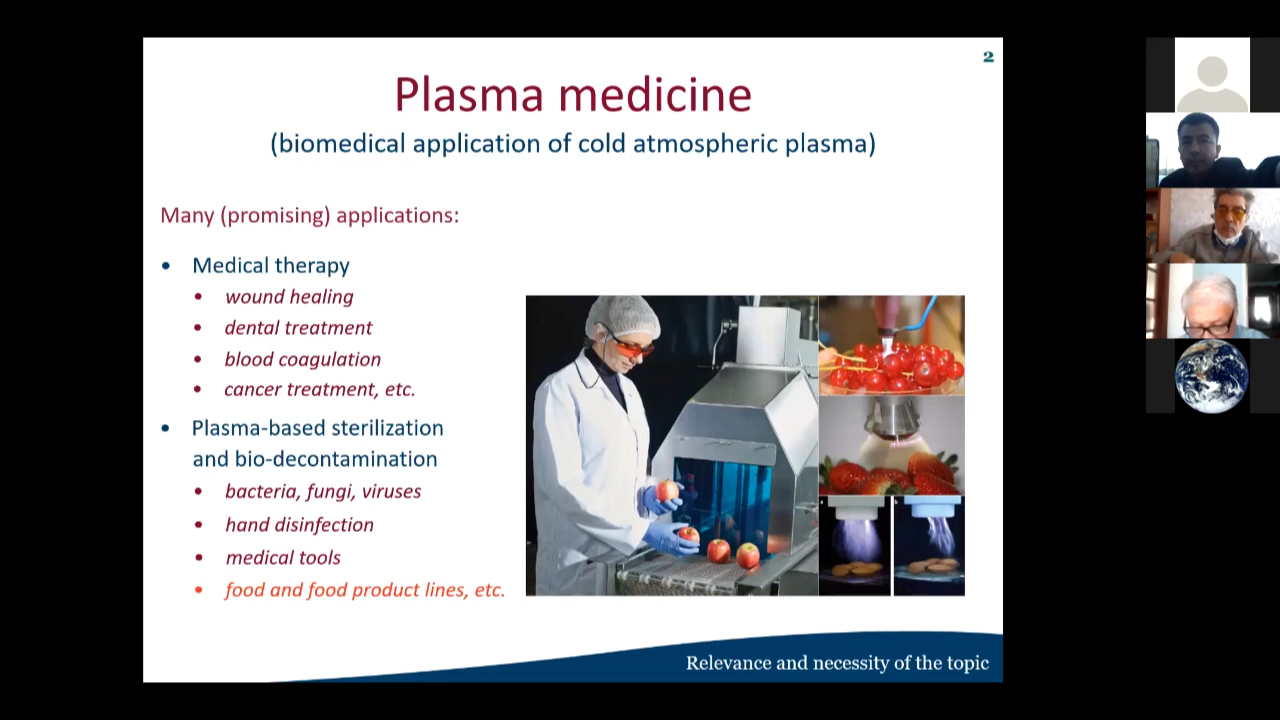 2
Plasma medicine
(biomedical application of cold atmospheric plasma)
Many (promising) applications:
• Medical therapy
• wound healing
• dental treatment
• blood coagulation
• cancer treatment, etc.
• Plasma-based sterilization
and bio-decontamination
• bacteria, fungi, viruses
• hand disinfection
• medical tools
• food and food product lines, etc.
Relevance and necessity of the topic